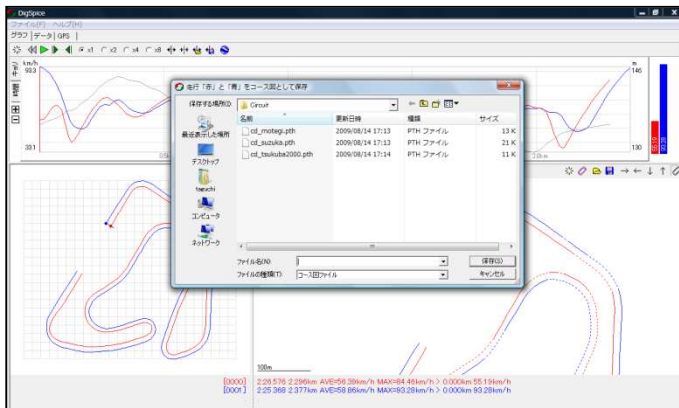 DigSpice
ファイル(F) ヘルプ(H)
グラフ データ GPS
x1 x2 x4 x8
km/h
93.3
33.1
m
146
130
2.0km
走行「赤」と「青」をコース図として保存
保存する場所(I): Circuit
名前 更新日時 種類 サイズ
cd_motegi.pth 2009/08/14 17:13 PTH ファイル 13 K
cd_suzuka.pth 2009/08/14 17:13 PTH ファイル 21 K
cd_tsukuba2000.pth 2009/08/14 17:14 PTH ファイル 11 K
最近表示した場所
デスクトップ
taguchi
コンピュータ
ネットワーク
ファイル名(N): 保存(S)
ファイルの種類(T): コース図ファイル キャンセル
100m
[0000] 2:26.576 2.296km AVE=56.39km/h MAX=84.46km/h > 0.000km 55.19km/h
[0001] 2:25.368 2.377km AVE=58.86km/h MAX=93.28km/h > 0.000km 93.28km/h